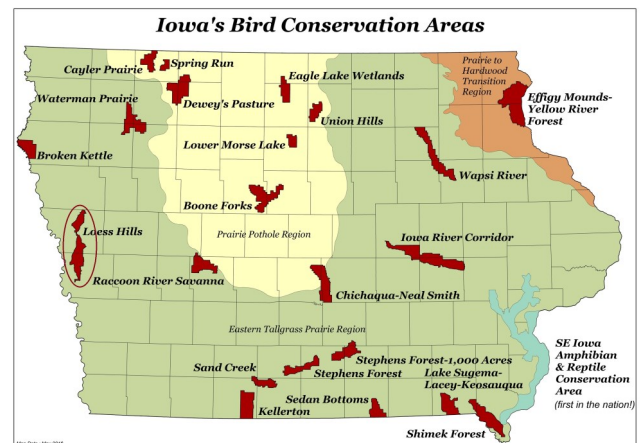 Iowa's Bird Conservation Areas
Cayler Prairie
Spring Run
Prairie to
Hardwood
Transition
Region
Waterman Prairie
Dewey's Pasture
Eagle Lake Wetlands
Effigy Mounds-
Yellow River
Forest
Union Hills
Broken Kettle
Lower Morse Lake
Wapsi River
Boone Forks
Loess Hills
Prairie Pothole Region
Iowa River Corridor
Raccoon River Savanna
Chichaqua-Neal Smith
Eastern Tallgrass Prairie Region
SE Iowa
Amphibian
& Reptile
Conservation
Area
(first in the nation!)
Stephens Forest-1,000 Acres
Sand Creek
Stephens Forest
Lake Sugema-
Lacey-Keosauqua
Sedan Bottoms
Kellerton
Shimek Forest